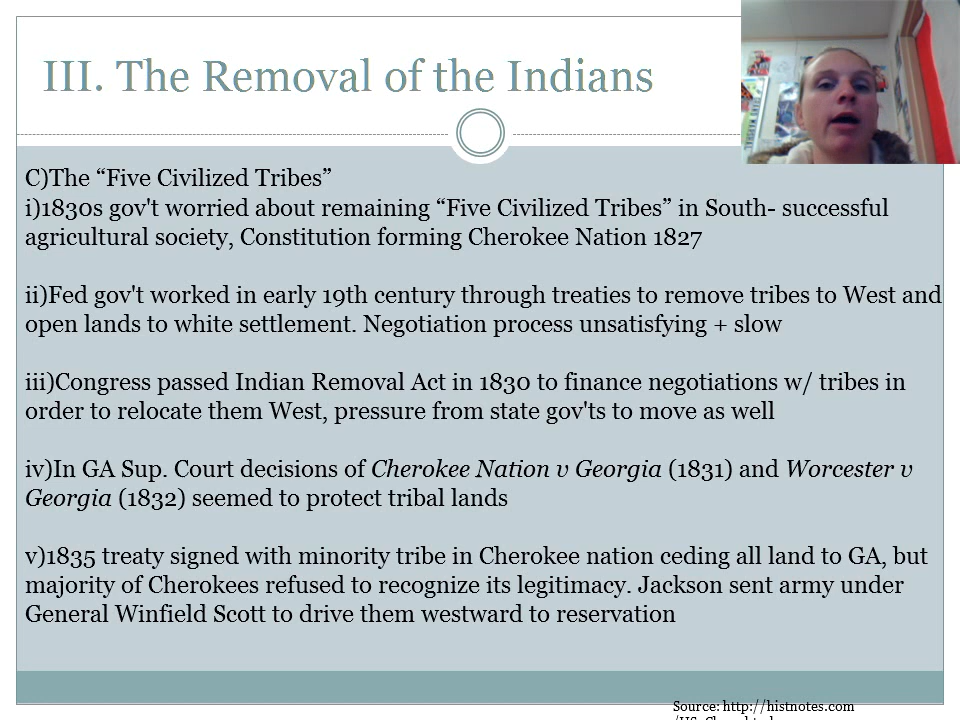 III. The Removal of the Indians
C)The “Five Civilized Tribes”
i)1830s gov't worried about remaining “Five Civilized Tribes” in South- successful
agricultural society, Constitution forming Cherokee Nation 1827
ii)Fed gov't worked in early 19th century through treaties to remove tribes to West and
open lands to white settlement. Negotiation process unsatisfying + slow
iii)Congress passed Indian Removal Act in 1830 to finance negotiations w/ tribes in
order to relocate them West, pressure from state gov'ts to move as well
iv)In GA Sup. Court decisions of Cherokee Nation v Georgia (1831) and Worcester v
Georgia (1832) seemed to protect tribal lands
v)1835 treaty signed with minority tribe in Cherokee nation ceding all land to GA, but
majority of Cherokees refused to recognize its legitimacy. Jackson sent army under
General Winfield Scott to drive them westward to reservation
Source: http://histnotes.com